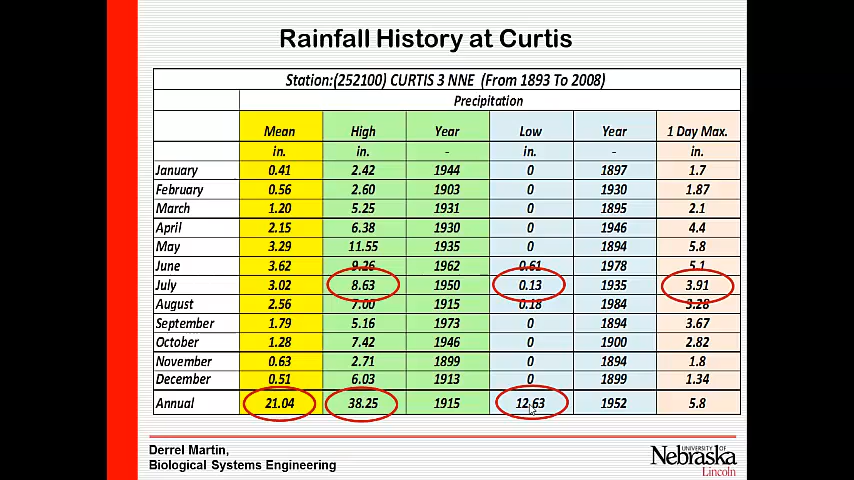 Rainfall History at Curtis
Station:(252100) CURTIS 3 NNE (From 1893 To 2008)
Precipitation
Mean High Year Low Year 1 Day Max.
in. in. - in. - in.
January 0.41 2.42 1944 0 1897 1.7
February 0.56 2.60 1903 0 1930 1.87
March 1.20 5.25 1931 0 1895 2.1
April 2.15 6.38 1930 0 1946 4.4
May 3.29 11.55 1935 0 1894 5.8
June 3.62 9.26 1962 0.61 1978 5.1
July 3.02 8.63 1950 0.13 1935 3.91
August 2.56 7.00 1915 0.18 1984 3.28
September 1.79 5.16 1973 0 1894 3.67
October 1.28 7.42 1946 0 1900 2.82
November 0.63 2.71 1899 0 1894 1.8
December 0.51 6.03 1913 0 1899 1.34
Annual 21.04 38.25 1915 12.63 1952 5.8
Derrel Martin,
Biological Systems Engineering
UNIVERSITY OF
Nebraska
Lincoln